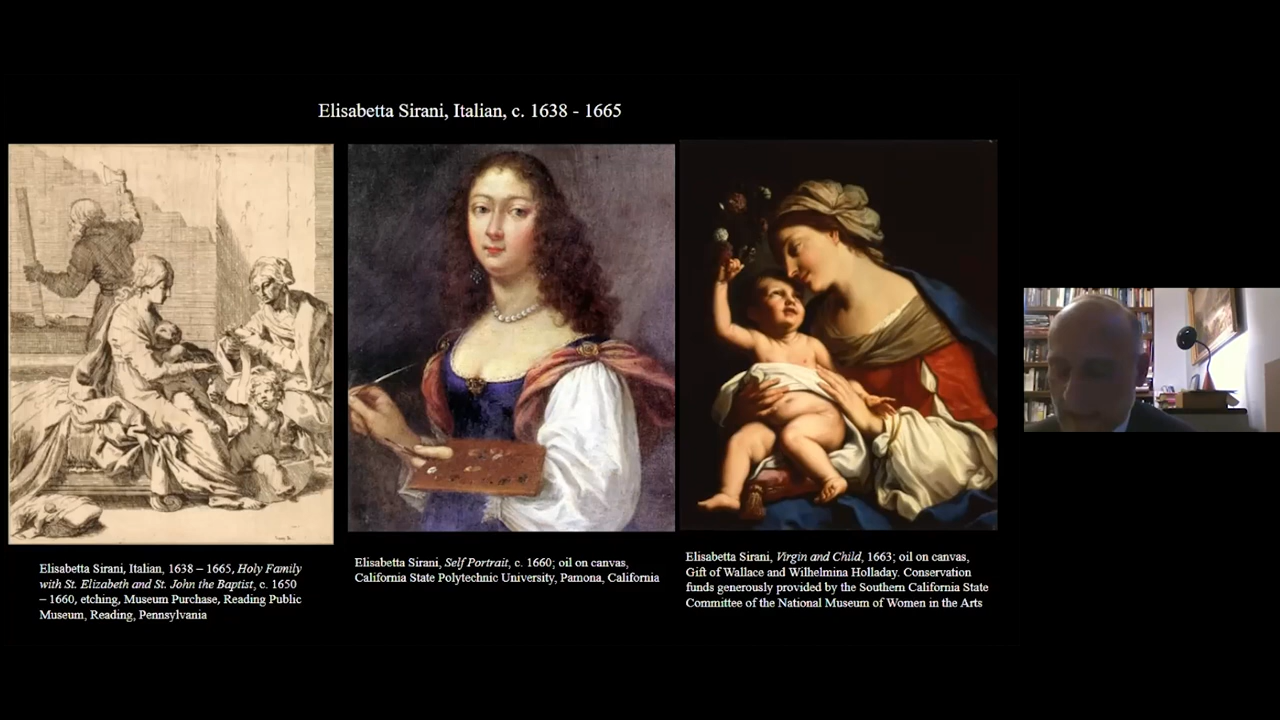 Elisabetta Sirani, Italian, c. 1638 - 1665
Elisabetta Sirani, Italian, 1638 – 1665, Holy Family
with St. Elizabeth and St. John the Baptist, c. 1650
– 1660, etching, Museum Purchase, Reading Public
Museum, Reading, Pennsylvania
Elisabetta Sirani, Self Portrait, c. 1660; oil on canvas,
California State Polytechnic University, Pamona, California
Elisabetta Sirani, Virgin and Child, 1663; oil on canvas,
Gift of Wallace and Wilhelmina Holladay. Conservation
funds generously provided by the Southern California State
Committee of the National Museum of Women in the Arts